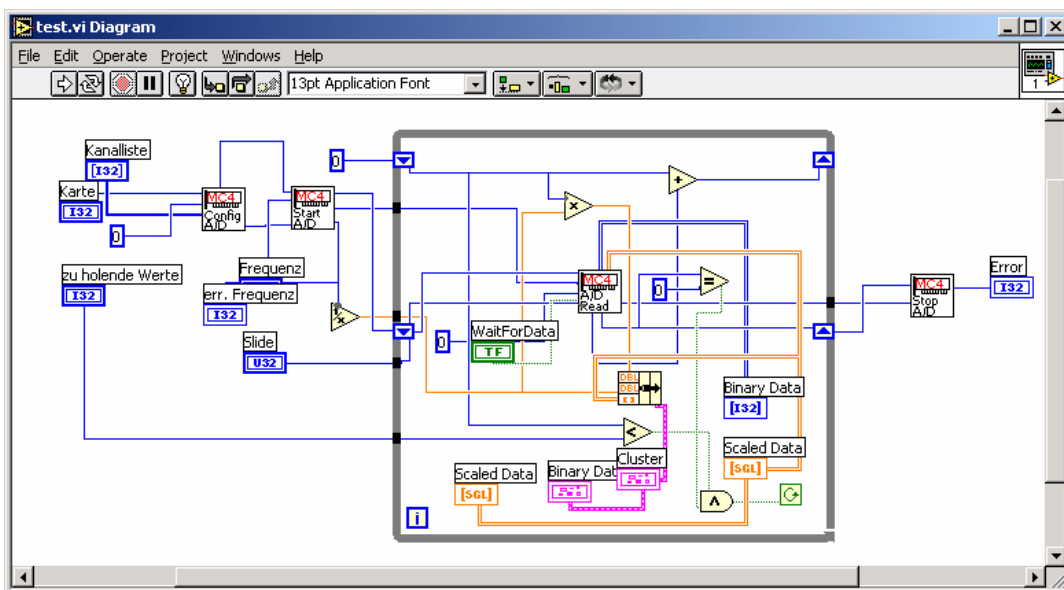 test.vi Diagram
File Edit Operate Project Windows Help
13pt Application Font
1
Kanalliste
[I32]
Karte
I32
0
MC4
Config
A/D
MC4
Start
A/D
0
zu holende Werte
I32
Frequenz
err. Frequenz
I32
1
x
Slide
U32
x
+
MC4
A/D
Read
0
=
WaitForData
TF
0
DBL
DBL
[ ]
<
Binary Data
[I32]
Scaled Data
[SGL]
Scaled Data
[SGL]
Binary Dat
Cluster
∧
i
MC4
Stop
A/D
Error
I32